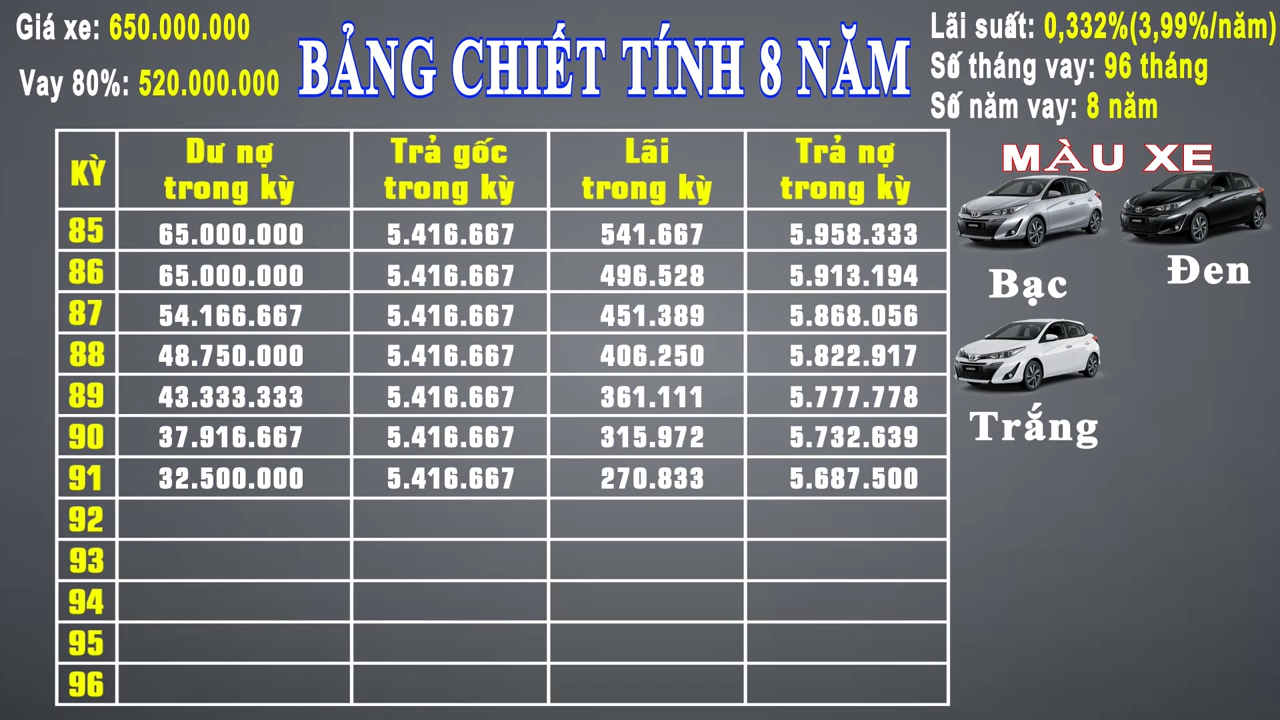 Giá xe: 650.000.000
Vay 80%: 520.000.000
BẢNG CHIẾT TÍNH 8 NĂM
Lãi suất: 0,332%(3,99%/năm)
Số tháng vay: 96 tháng
Số năm vay: 8 năm
KỲ Dư nợ trong kỳ Trả gốc trong kỳ Lãi trong kỳ Trả nợ trong kỳ
85 65.000.000 5.416.667 541.667 5.958.333
86 65.000.000 5.416.667 496.528 5.913.194
87 54.166.667 5.416.667 451.389 5.868.056
88 48.750.000 5.416.667 406.250 5.822.917
89 43.333.333 5.416.667 361.111 5.777.778
90 37.916.667 5.416.667 315.972 5.732.639
91 32.500.000 5.416.667 270.833 5.687.500
92
93
94
95
96
MÀU XE
Bạc
Đen
Trắng